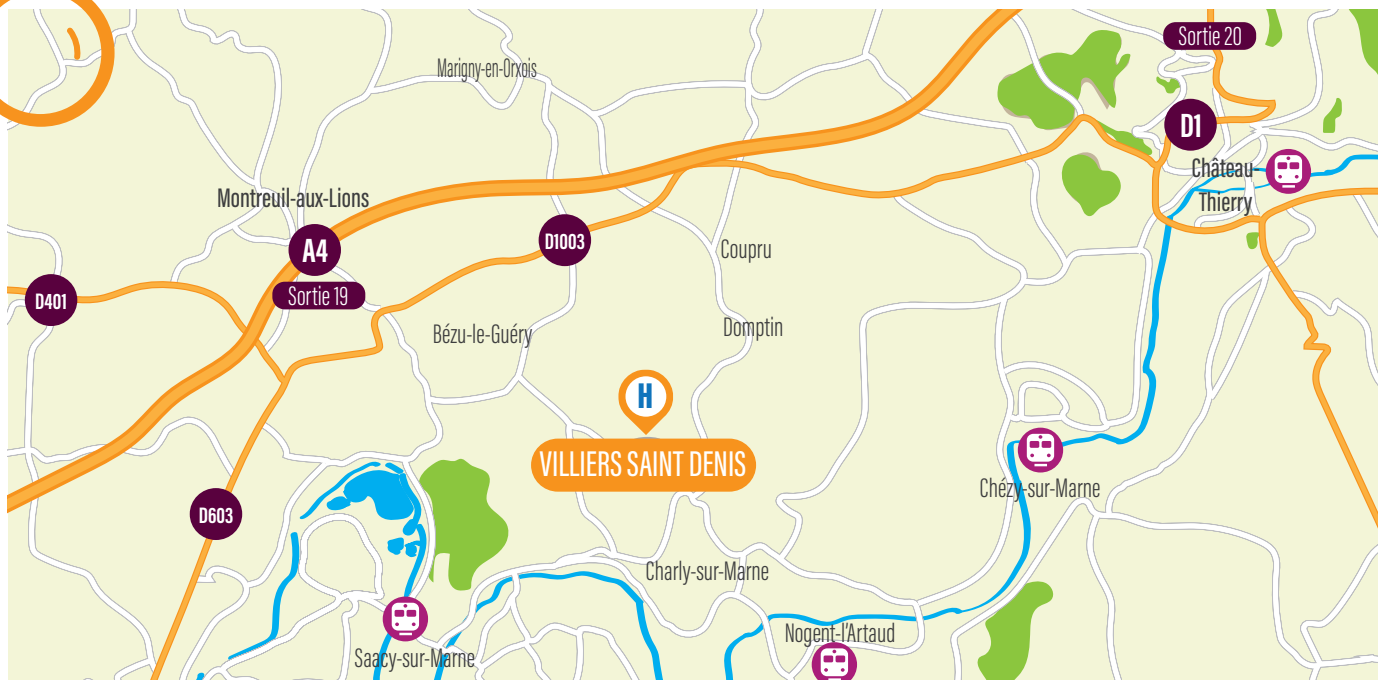 Sortie 20
Marigny-en-Orxois
D1
Château-
Thierry
Montreuil-aux-Lions
A4
D1003
Coupru
D401
Sortie 19
Bézu-le-Guéry
Domptin
H
VILLIERS SAINT DENIS
Chézy-sur-Marne
D603
Charly-sur-Marne
Nogent-l'Artaud
Saacy-sur-Marne